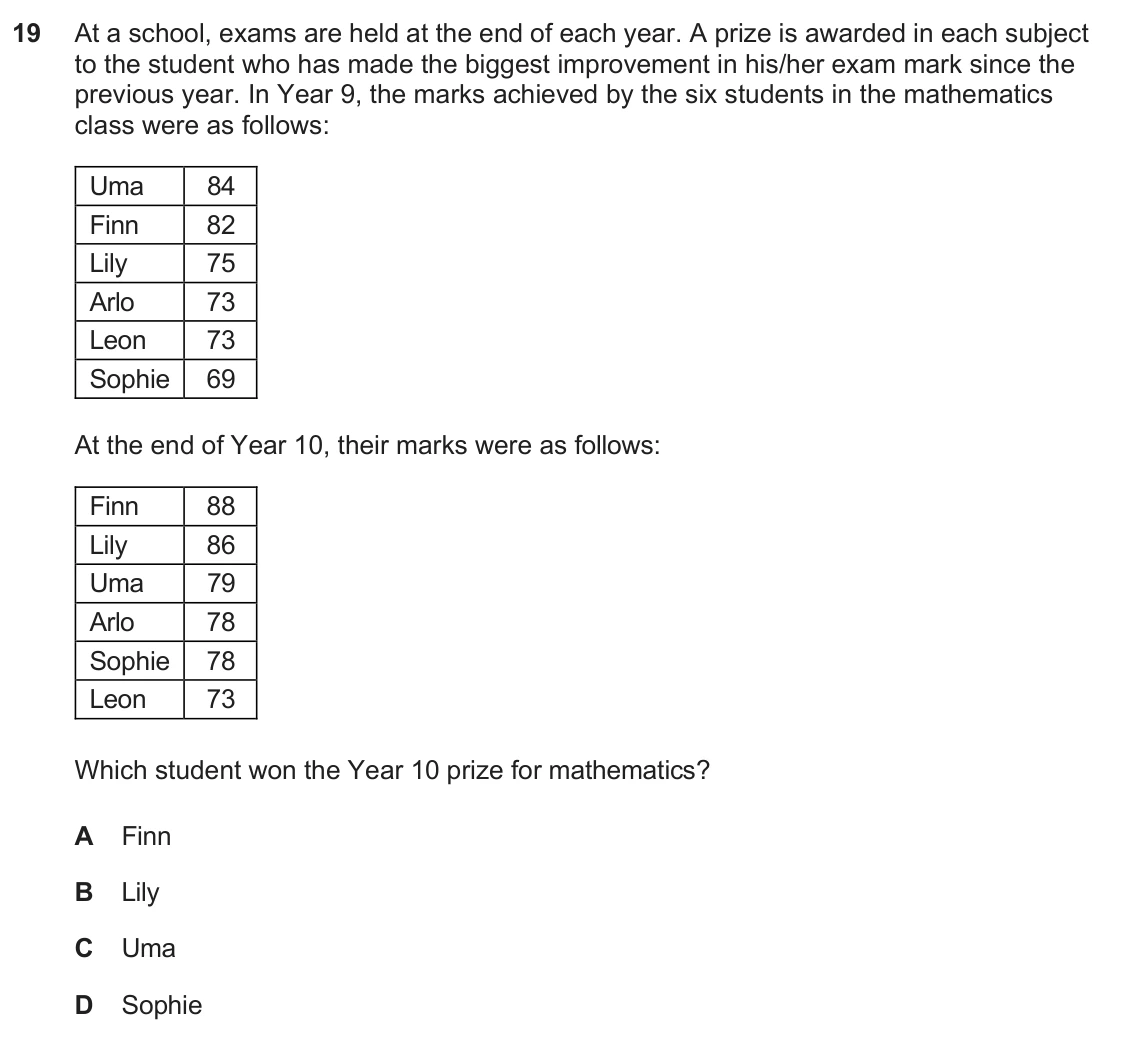 19 At a school, exams are held at the end of each year. A prize is awarded in each subject
to the student who has made the biggest improvement in his/her exam mark since the
previous year. In Year 9, the marks achieved by the six students in the mathematics
class were as follows:
Uma 84
Finn 82
Lily 75
Arlo 73
Leon 73
Sophie 69
At the end of Year 10, their marks were as follows:
Finn 88
Lily 86
Uma 79
Arlo 78
Sophie 78
Leon 73
Which student won the Year 10 prize for mathematics?
A Finn
B Lily
C Uma
D Sophie